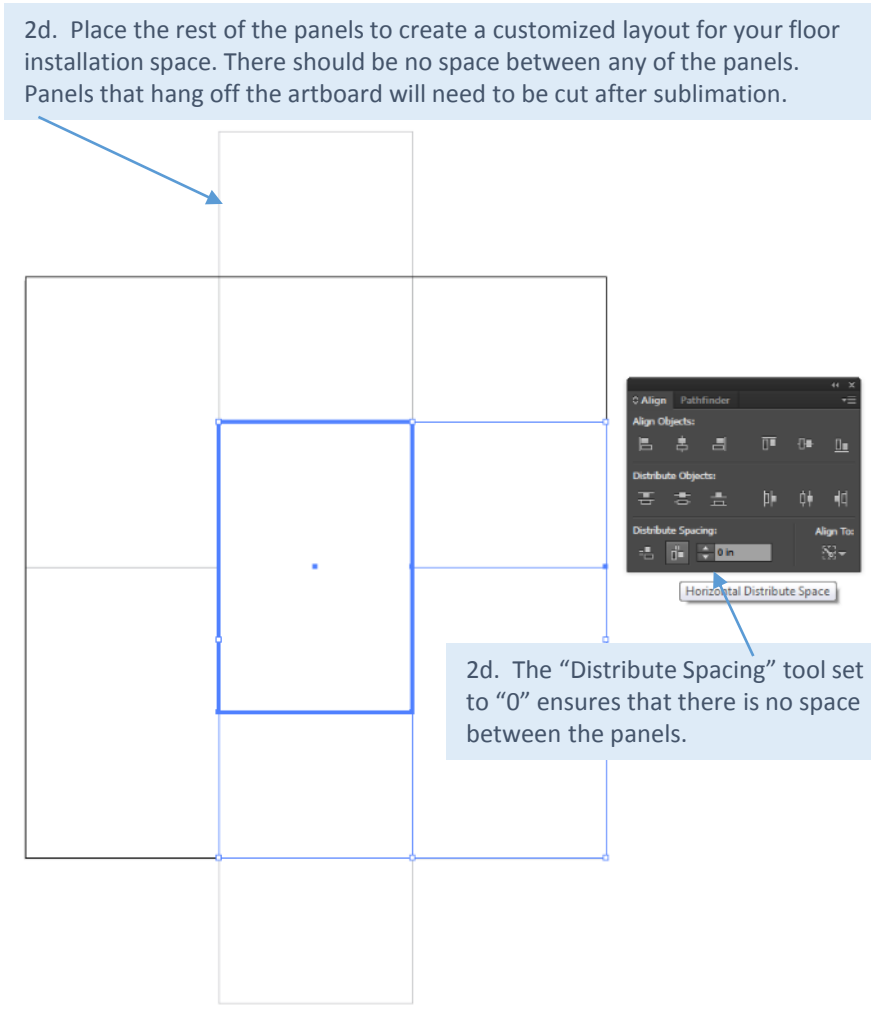 2d.  Place the rest of the panels to create a customized layout for your floor
installation space. There should be no space between any of the panels.
Panels that hang off the artboard will need to be cut after sublimation.
Align Pathfinder
Align Objects:
Distribute Objects:
Distribute Spacing: Align To:
0 in
Horizontal Distribute Space
2d.  The “Distribute Spacing” tool set
to “0” ensures that there is no space
between the panels.